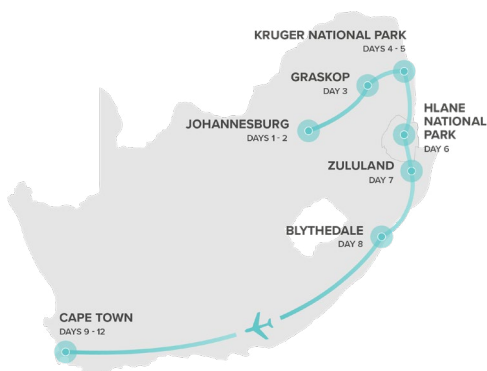 KRUGER NATIONAL PARK
DAYS 4 - 5
GRASKOP
DAY 3
JOHANNESBURG
DAYS 1 - 2
HLANE
NATIONAL
PARK
DAY 6
ZULULAND
DAY 7
BLYTHEDALE
DAY 8
CAPE TOWN
DAYS 9 - 12